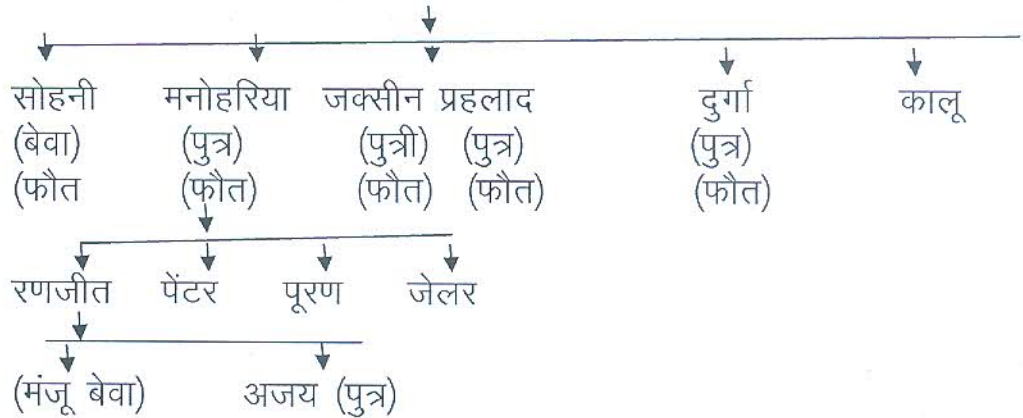 सोहनी मनोहरिया जक्सीन प्रहलाद दुर्गा कालू
(बेवा) (पुत्र) (पुत्री) (पुत्र) (पुत्र)
(फौत (फौत) (फौत) (फौत) (फौत)
रणजीत पेंटर पूरण जेलर
(मंजू बेवा) अजय (पुत्र)